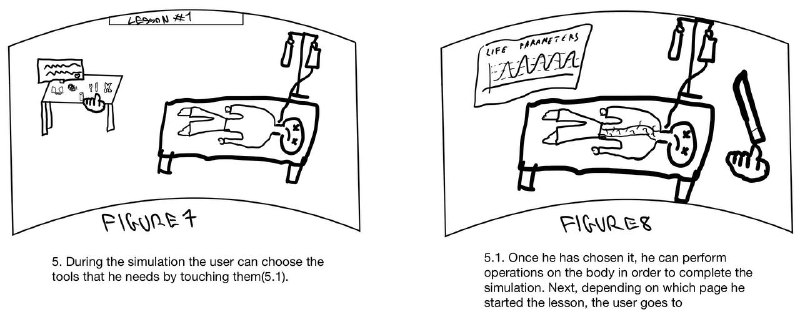 LESSON #1
FIGURE 7
5. During the simulation the user can choose the
tools that he needs by touching them(5.1).
LIFE PARAMETERS
FIGURE 8
5.1. Once he has chosen it, he can perform
operations on the body in order to complete the
simulation. Next, depending on which page he
started the lesson, the user goes to